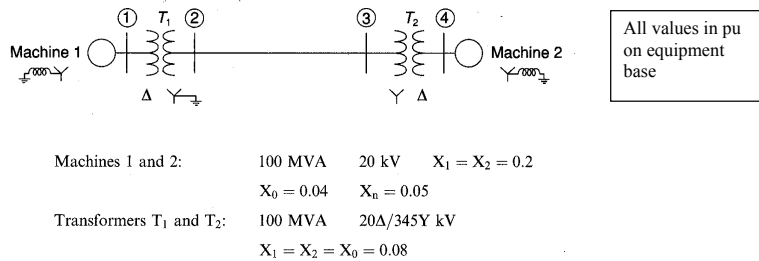 ① T₁ ② ③ T₂ ④
Machine 1
Machine 2
Δ Y Y Δ
All values in pu
on equipment
base
Machines 1 and 2: 100 MVA 20 kV X₁ = X₂ = 0.2
X₀ = 0.04 Xₙ = 0.05
Transformers T₁ and T₂: 100 MVA 20Δ/345Y kV
X₁ = X₂ = X₀ = 0.08